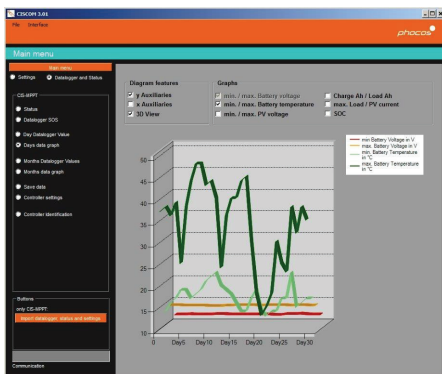 CISCOM 3.01
File Interface
phocos
Main menu
Main menu
Settings Datalogger and Status
CIS-MPPT
Status
Datalogger SOS
Day Datalogger Value
Days data graph
Months Datalogger Values
Months data graph
Save data
Controller settings
Controller Identification
Buttons
only CIS-MPPT:
Import datalogger, status and settings
Communication
Diagram features
y Auxiliaries
x Auxiliaries
3D View
Graphs
min. / max. Battery voltage
min. / max. Battery temperature
min. / max. PV voltage
Charge Ah / Load Ah
max. Load / PV current
SOC
min Battery Voltage in V
max. Battery Voltage in V
min. Battery Temperature
in °C
max. Battery Temperature
in °C
50
45
40
35
30
25
20
15
10
0 Day5 Day10 Day15 Day20 Day25 Day30